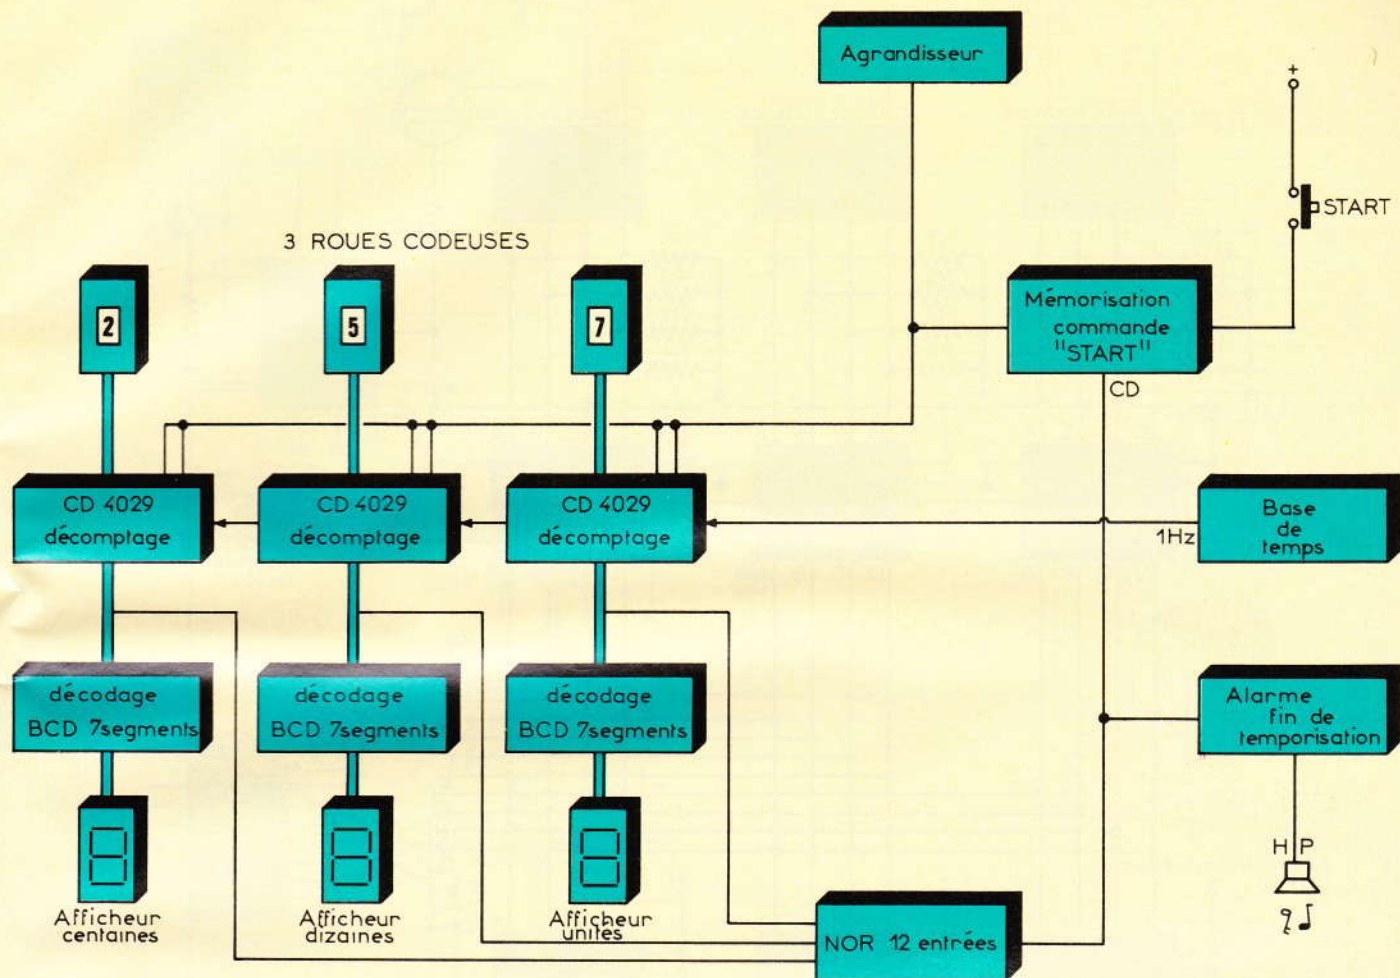 Agrandisseur
+
START
3 ROUES CODEUSES
2
5
7
Mémorisation
commande
"START"
CD
CD 4029
décomptage
CD 4029
décomptage
CD 4029
décomptage
1Hz
Base
de
temps
décodage
BCD 7segments
décodage
BCD 7segments
décodage
BCD 7segments
Alarme
fin de
temporisation
HP
Afficheur
centaines
Afficheur
dizaines
Afficheur
unités
NOR 12 entrées